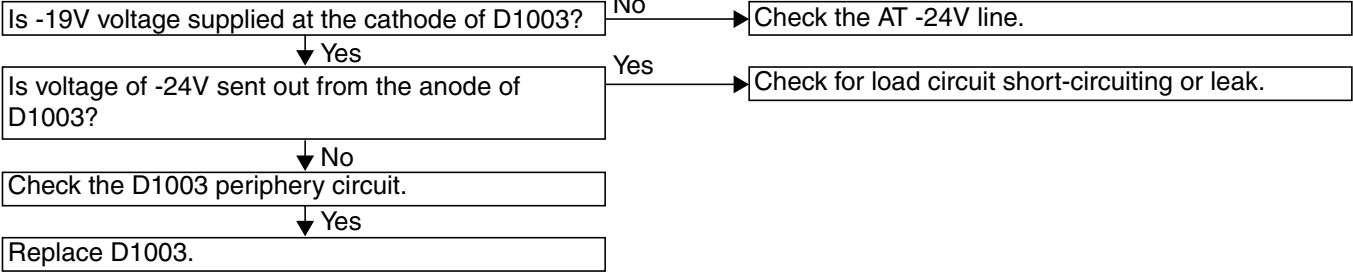 Is -19V voltage supplied at the cathode of D1003?
No
Check the AT -24V line.
Yes
Is voltage of -24V sent out from the anode of
D1003?
Yes
Check for load circuit short-circuiting or leak.
No
Check the D1003 periphery circuit.
Yes
Replace D1003.